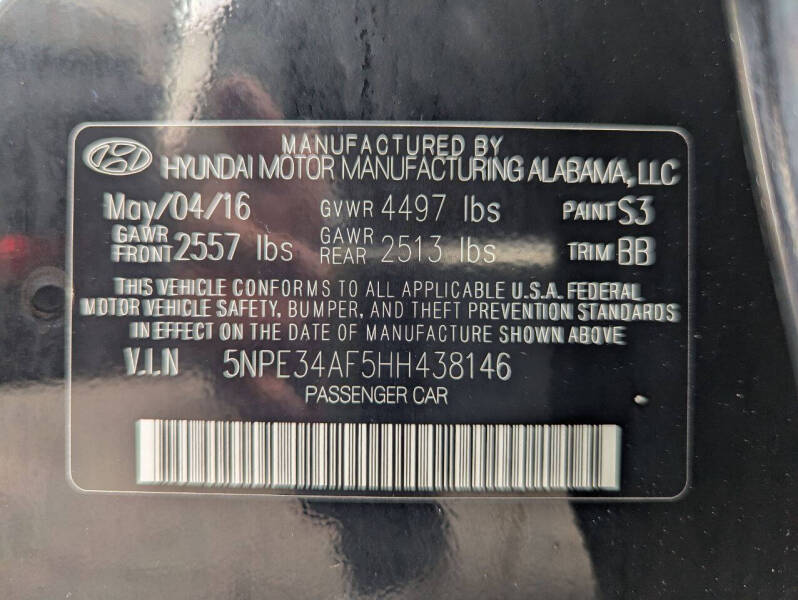 MANUFACTURED BY
HYUNDAI MOTOR MANUFACTURING ALABAMA, LLC
May/04/16 GVWR 4497 lbs PAINT S3
GAWR FRONT 2557 lbs GAWR REAR 2513 lbs TRIM BB
THIS VEHICLE CONFORMS TO ALL APPLICABLE U.S.A. FEDERAL
MOTOR VEHICLE SAFETY, BUMPER, AND THEFT PREVENTION STANDARDS
IN EFFECT ON THE DATE OF MANUFACTURE SHOWN ABOVE.
V.I.N 5NPE34AF5HH438146
PASSENGER CAR